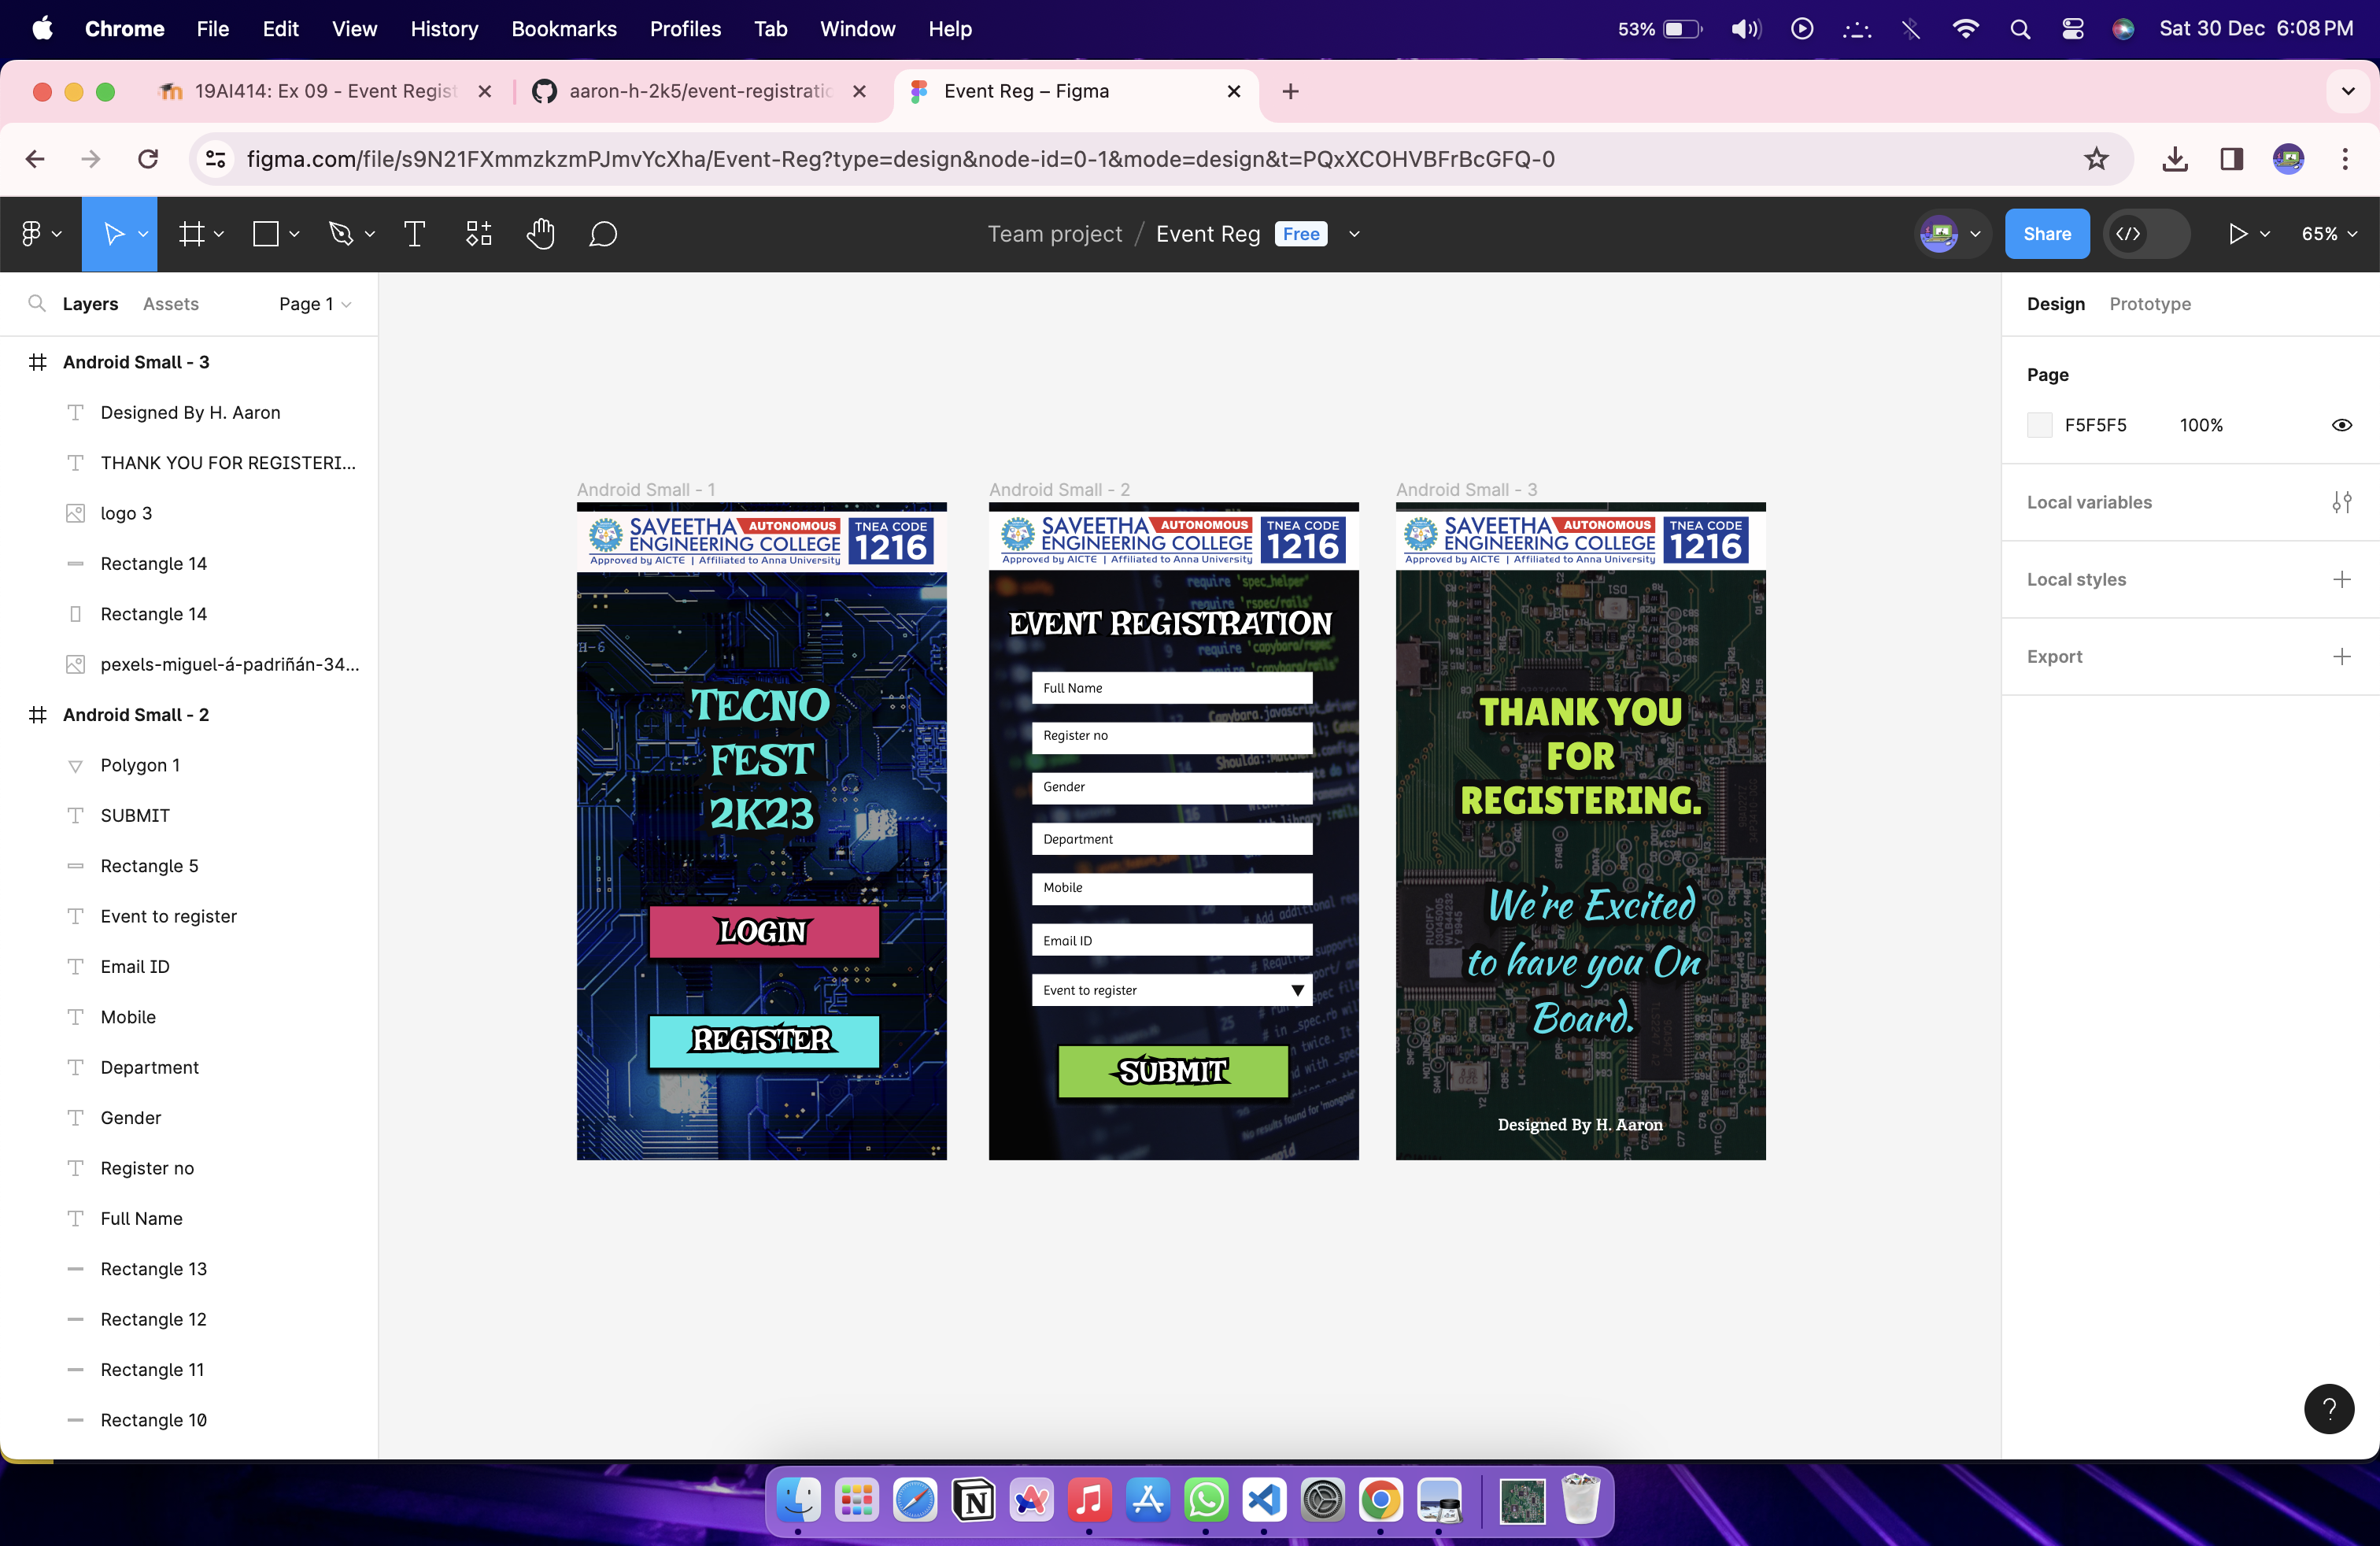 Chrome File Edit View History Bookmarks Profiles Tab Window Help 53% Sat 30 Dec 6:08 PM
19AI414: Ex 09 - Event Regist
aaron-h-2k5/event-registratio
Event Reg – Figma
figma.com/file/s9N21FXmmzkzmPJmvYcXha/Event-Reg?type=design&node-id=0-1&mode=design&t=PQxXCOHVBFrBcGFQ-0
Team project / Event Reg Free
Share
65%
Layers Assets Page 1
Android Small - 3
Designed By H. Aaron
THANK YOU FOR REGISTERI...
logo 3
Rectangle 14
Rectangle 14
pexels-miguel-á-padriñán-34...
Android Small - 2
Polygon 1
SUBMIT
Rectangle 5
Event to register
Email ID
Mobile
Department
Gender
Register no
Full Name
Rectangle 13
Rectangle 12
Rectangle 11
Rectangle 10
Android Small - 1
SAVEETHA AUTONOMOUS
ENGINEERING COLLEGE
Approved by AICTE | Affiliated to Anna University
TNEA CODE
1216
TECNO
FEST
2K23
LOGIN
REGISTER
Android Small - 2
SAVEETHA AUTONOMOUS
ENGINEERING COLLEGE
Approved by AICTE | Affiliated to Anna University
TNEA CODE
1216
EVENT REGISTRATION
Full Name
Register no
Gender
Department
Mobile
Email ID
Event to register
SUBMIT
Android Small - 3
SAVEETHA AUTONOMOUS
ENGINEERING COLLEGE
Approved by AICTE | Affiliated to Anna University
TNEA CODE
1216
THANK YOU
FOR
REGISTERING.
We're Excited
to have you On
Board.
Designed By H. Aaron
Design Prototype
Page
F5F5F5 100%
Local variables
Local styles
Export
?